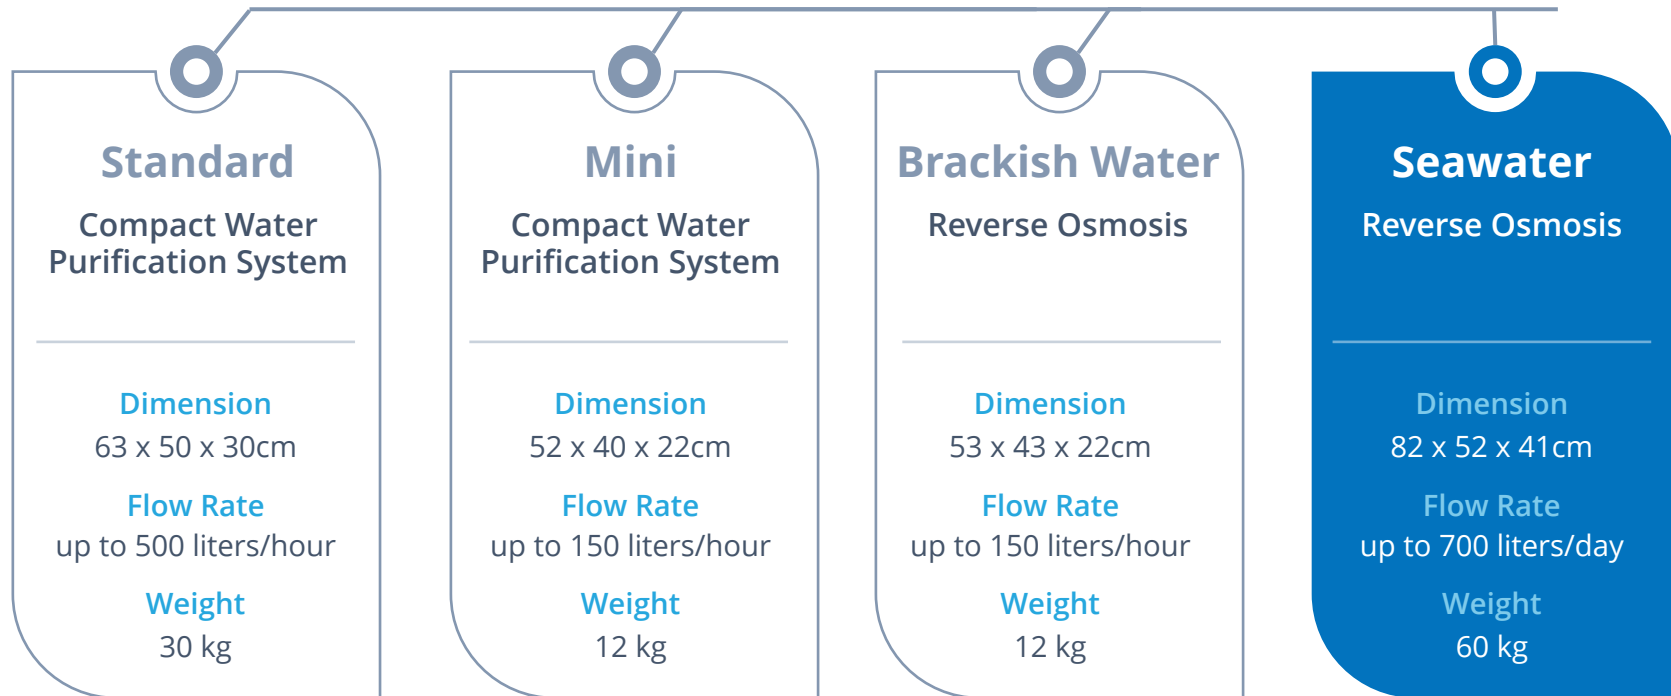 Standard
Compact Water
Purification System
Dimension
63 x 50 x 30cm
Flow Rate
up to 500 liters/hour
Weight
30 kg
Mini
Compact Water
Purification System
Dimension
52 x 40 x 22cm
Flow Rate
up to 150 liters/hour
Weight
12 kg
Brackish Water
Reverse Osmosis
Dimension
53 x 43 x 22cm
Flow Rate
up to 150 liters/hour
Weight
12 kg
Seawater
Reverse Osmosis
Dimension
82 x 52 x 41cm
Flow Rate
up to 700 liters/day
Weight
60 kg